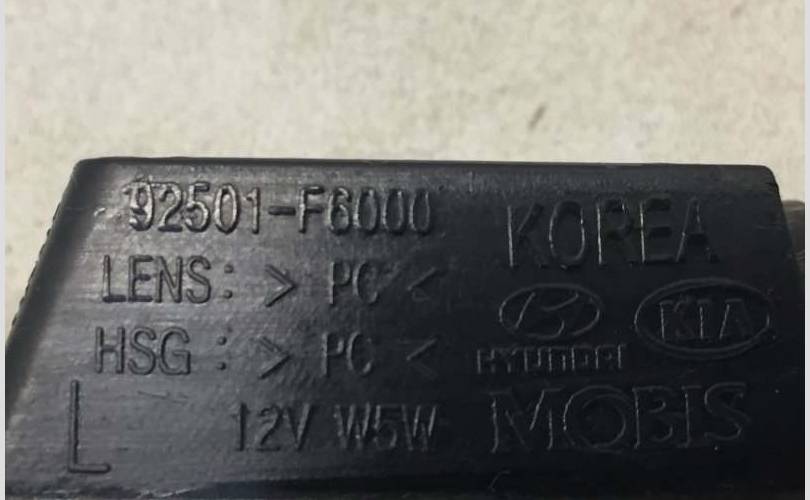 92501-F6000
KOREA
LENS: > PC <
HSG : > PC <
HYUNDAI
KIA
L
12V W5W
MOBIS